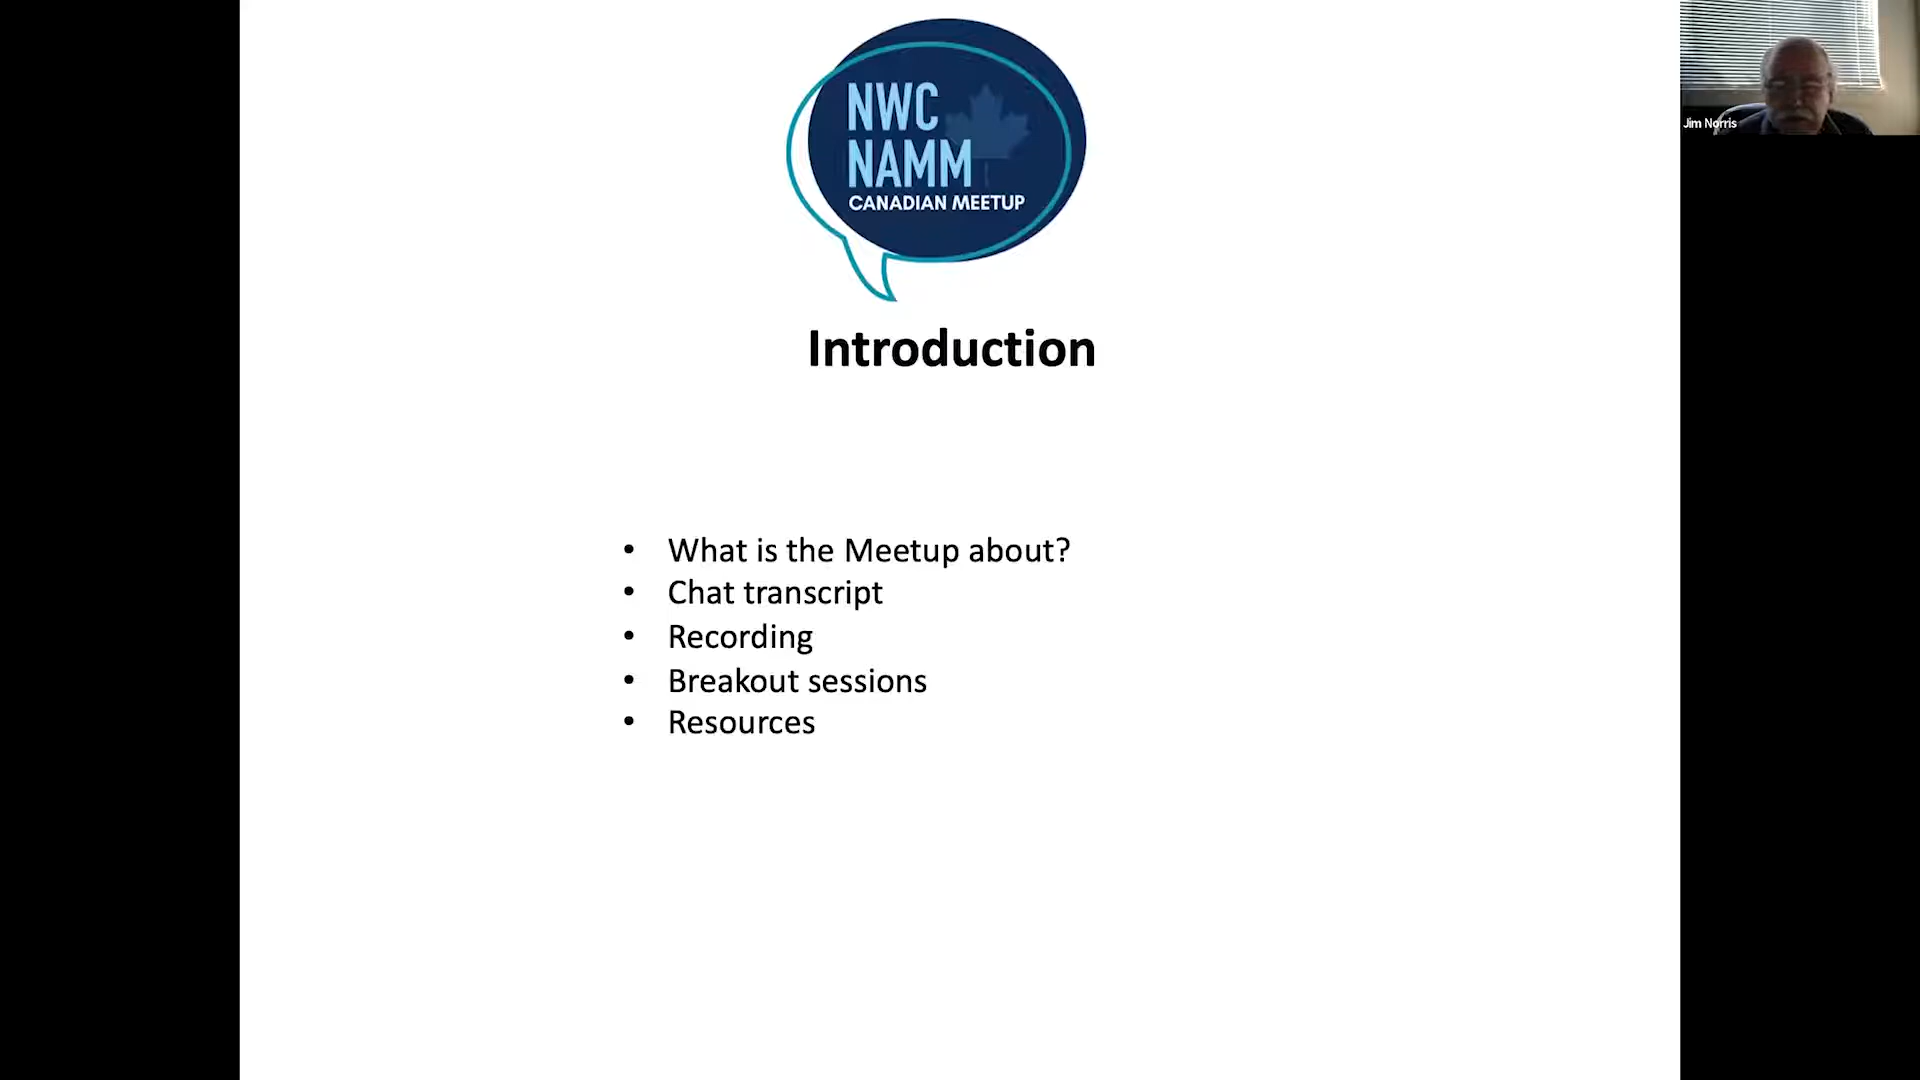 NWC
NAMM
CANADIAN MEETUP
Jim Norris
Introduction
• What is the Meetup about?
• Chat transcript
• Recording
• Breakout sessions
• Resources